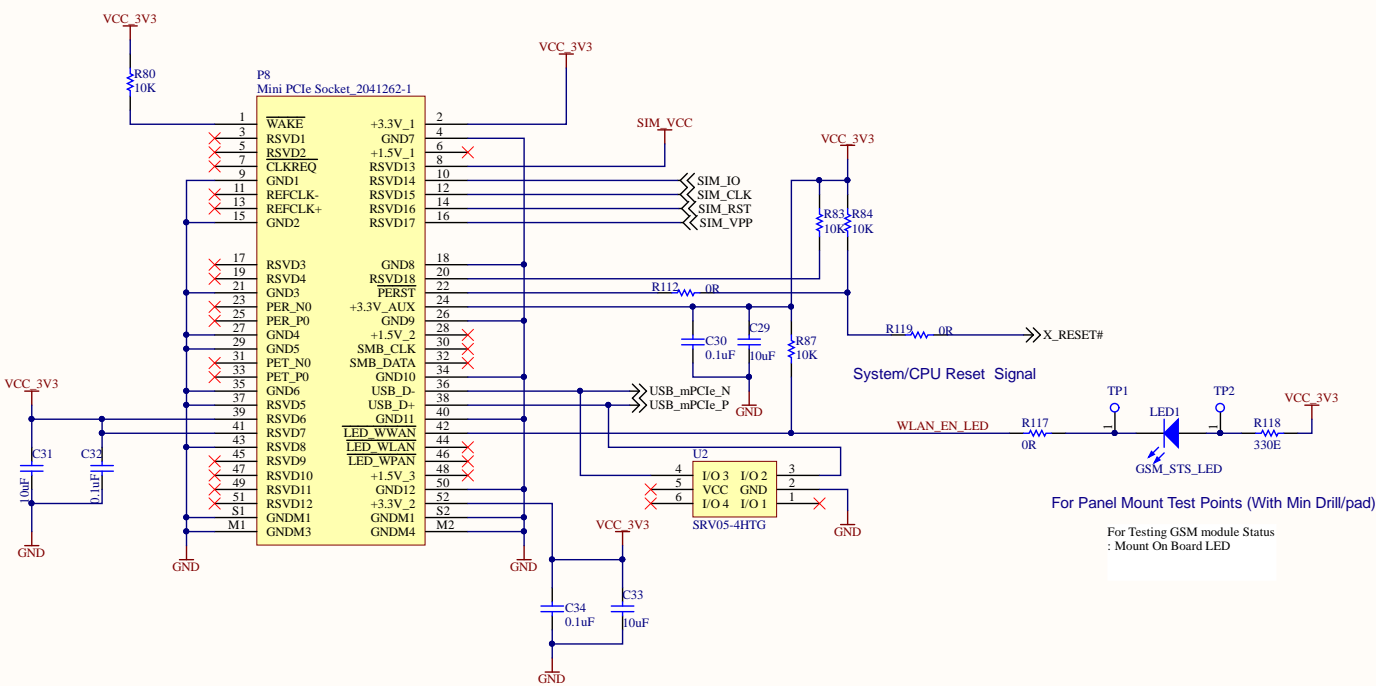 VCC_3V3
R80
10K
P8
Mini PCIe Socket_2041262-1
VCC_3V3
1 WAKE +3.3V_1 2
3 RSVD1 GND7 4
5 RSVD2 +1.5V_1 6
7 CLKREQ RSVD13 8
9 GND1 RSVD14 10
11 REFCLK- RSVD15 12
13 REFCLK+ RSVD16 14
15 GND2 RSVD17 16
17 RSVD3 GND8 18
19 RSVD4 RSVD18 20
21 GND3 PERST 22
23 PER_N0 +3.3V_AUX 24
25 PER_P0 GND9 26
27 GND4 +1.5V_2 28
29 GND5 SMB_CLK 30
31 PET_N0 SMB_DATA 32
33 PET_P0 GND10 34
35 GND6 USB_D- 36
37 RSVD5 USB_D+ 38
39 RSVD6 GND11 40
41 RSVD7 LED_WWAN 42
43 RSVD8 LED_WLAN 44
45 RSVD9 LED_WPAN 46
47 RSVD10 +1.5V_3 48
49 RSVD11 GND12 50
51 RSVD12 +3.3V_2 52
S1 GNDM1 GNDM1 S2
M1 GNDM3 GNDM4 M2
GND
GND
SIM_VCC
SIM_IO
SIM_CLK
SIM_RST
SIM_VPP
VCC_3V3
R83
10K
R84
10K
R112 0R
C30
0.1uF
C29
10uF
R87
10K
GND
R119 0R
X_RESET#
System/CPU Reset Signal
USB_mPCIe_N
USB_mPCIe_P
VCC_3V3
C31
10uF
C32
0.1uF
GND
WLAN_EN_LED
R117
0R
TP1
1
LED1
GSM_STS_LED
TP2
1
R118
330E
VCC_3V3
U2
4 I/O 3 I/O 2 3
5 VCC GND 2
6 I/O 4 I/O 1 1
SRV05-4HTG
GND
For Panel Mount Test Points (With Min Drill/pad)
For Testing GSM module Status
: Mount On Board LED
VCC_3V3
C34
0.1uF
C33
10uF
GND